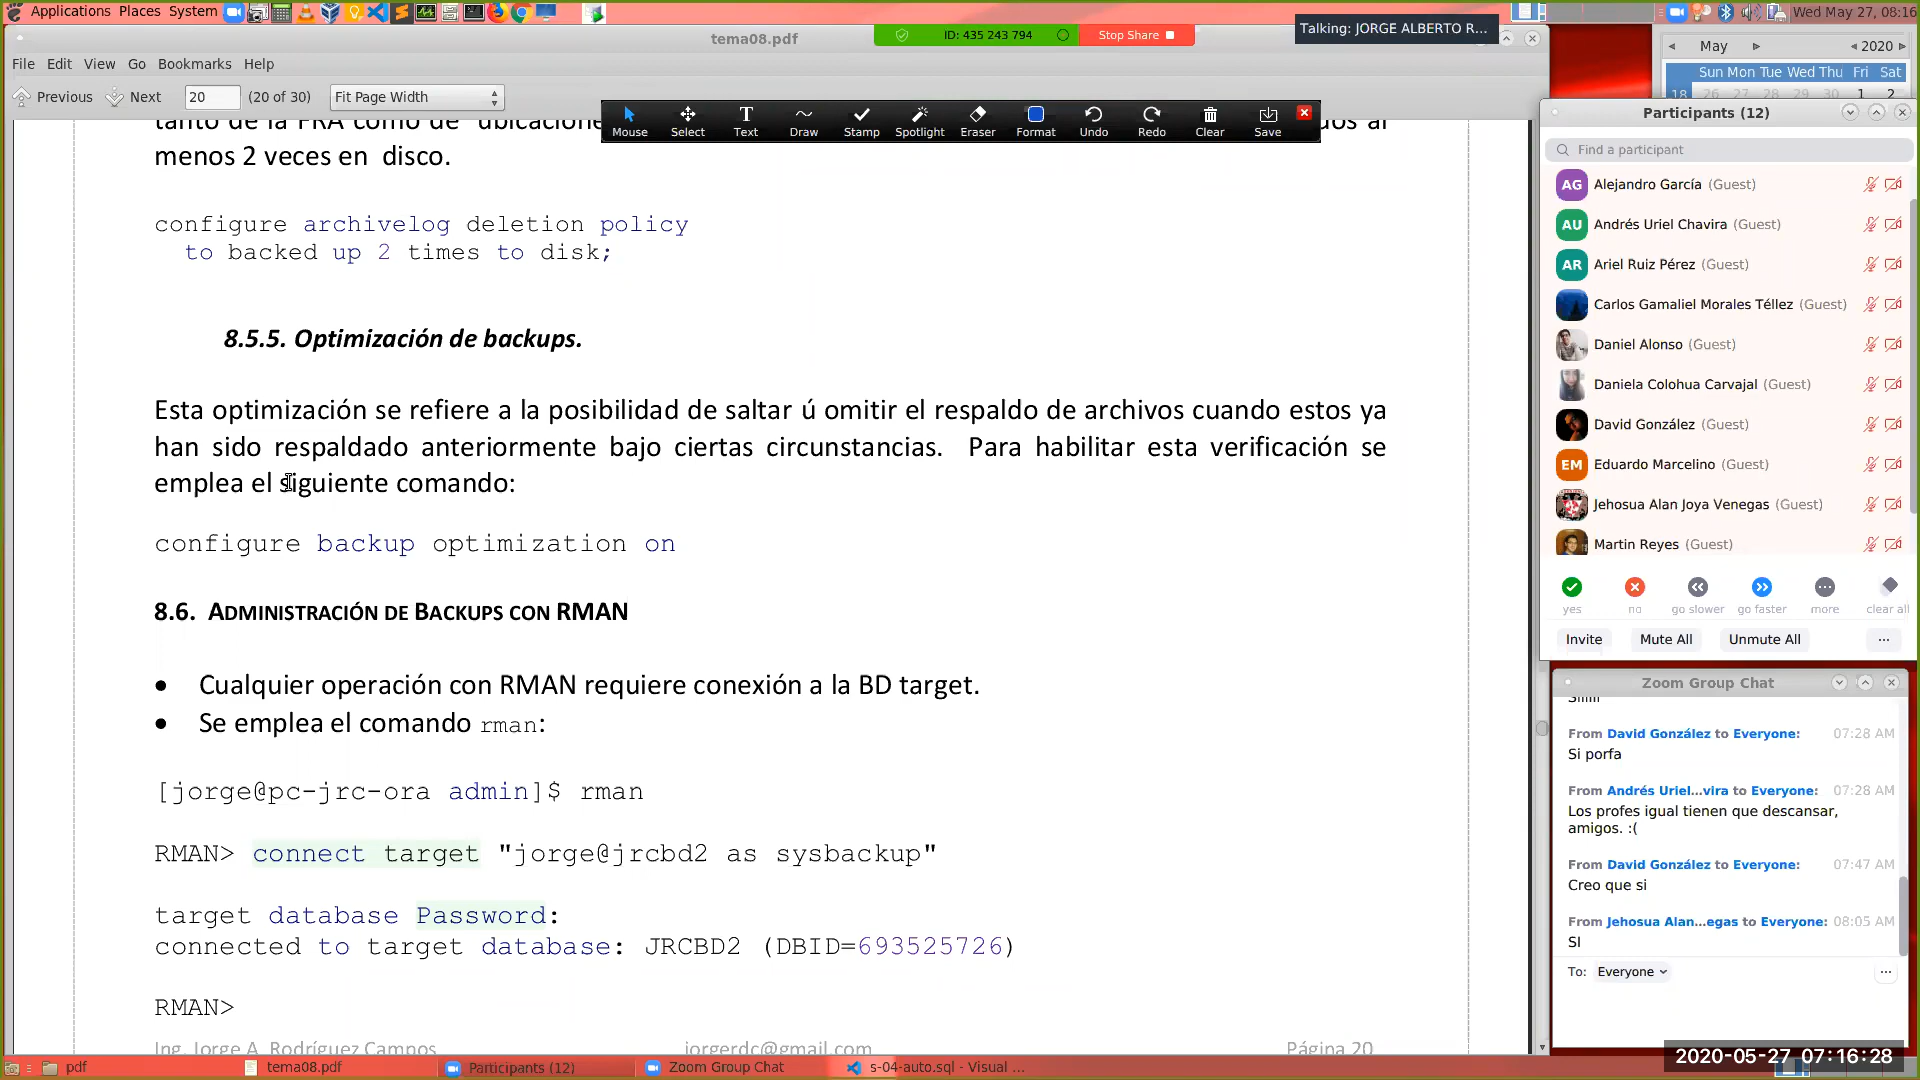 Applications Places System
Wed May 27, 08:16
tema08.pdf
ID: 435 243 794
Stop Share
Talking: JORGE ALBERTO R...
File Edit View Go Bookmarks Help
Previous Next 20 (20 of 30) Fit Page Width
Mouse Select Text Draw Stamp Spotlight Eraser Format Undo Redo Clear Save
menos 2 veces en disco.
configure archivelog deletion policy
to backed up 2 times to disk;
8.5.5. Optimización de backups.
Esta optimización se refiere a la posibilidad de saltar ú omitir el respaldo de archivos cuando estos ya
han sido respaldado anteriormente bajo ciertas circunstancias. Para habilitar esta verificación se
emplea el siguiente comando:
configure backup optimization on
8.6. ADMINISTRACIÓN DE BACKUPS CON RMAN
• Cualquier operación con RMAN requiere conexión a la BD target.
• Se emplea el comando rman:
[jorge@pc-jrc-ora admin]$ rman
RMAN> connect target "jorge@jrcbd2 as sysbackup"
target database Password:
connected to target database: JRCBD2 (DBID=693525726)
RMAN>
Ing. Jorge A. Rodríguez Campos jorgerdc@gmail.com Página 20
May 2020
Sun Mon Tue Wed Thu Fri Sat
18 26 27 28 29 30 1 2
Participants (12)
Find a participant
AG Alejandro García (Guest)
AU Andrés Uriel Chavira (Guest)
AR Ariel Ruiz Pérez (Guest)
Carlos Gamaliel Morales Téllez (Guest)
Daniel Alonso (Guest)
Daniela Colohua Carvajal (Guest)
David González (Guest)
EM Eduardo Marcelino (Guest)
Jehosua Alan Joya Venegas (Guest)
Martin Reyes (Guest)
yes no go slower go faster more clear all
Invite Mute All Unmute All ...
Zoom Group Chat
From David González to Everyone: 07:28 AM
Si porfa
From Andrés Uriel...vira to Everyone: 07:28 AM
Los profes igual tienen que descansar,
amigos. :(
From David González to Everyone: 07:47 AM
Creo que si
From Jehosua Alan...egas to Everyone: 08:05 AM
SI
To: Everyone
2020-05-27 07:16:28
pdf tema08.pdf Participants (12) Zoom Group Chat s-04-auto.sql - Visual ...